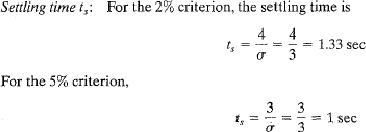 Settling time tₛ: For the 2% criterion, the settling time is
tₛ = 4/σ = 4/3 = 1.33 sec
For the 5% criterion,
tₛ = 3/σ = 3/3 = 1 sec